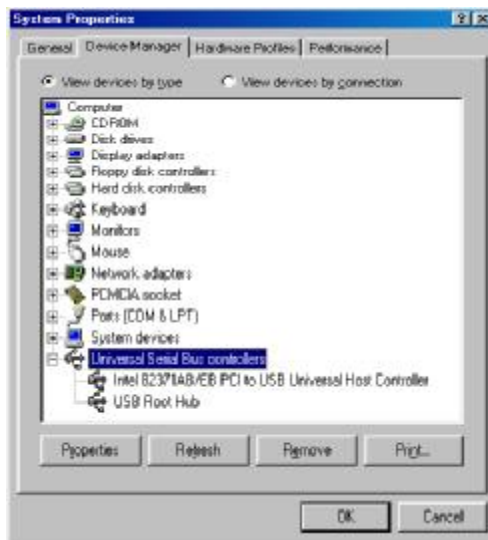 System Properties
General Device Manager Hardware Profiles Performance
View devices by type View devices by connection
Computer
CDROM
Disk drives
Display adapters
Floppy disk controllers
Hard disk controllers
Keyboard
Monitors
Mouse
Network adapters
PCMCIA socket
Ports (COM & LPT)
System devices
Universal Serial Bus controllers
Intel 82371AB/EB PCI to USB Universal Host Controller
USB Root Hub
Properties Refresh Remove Print...
OK Cancel